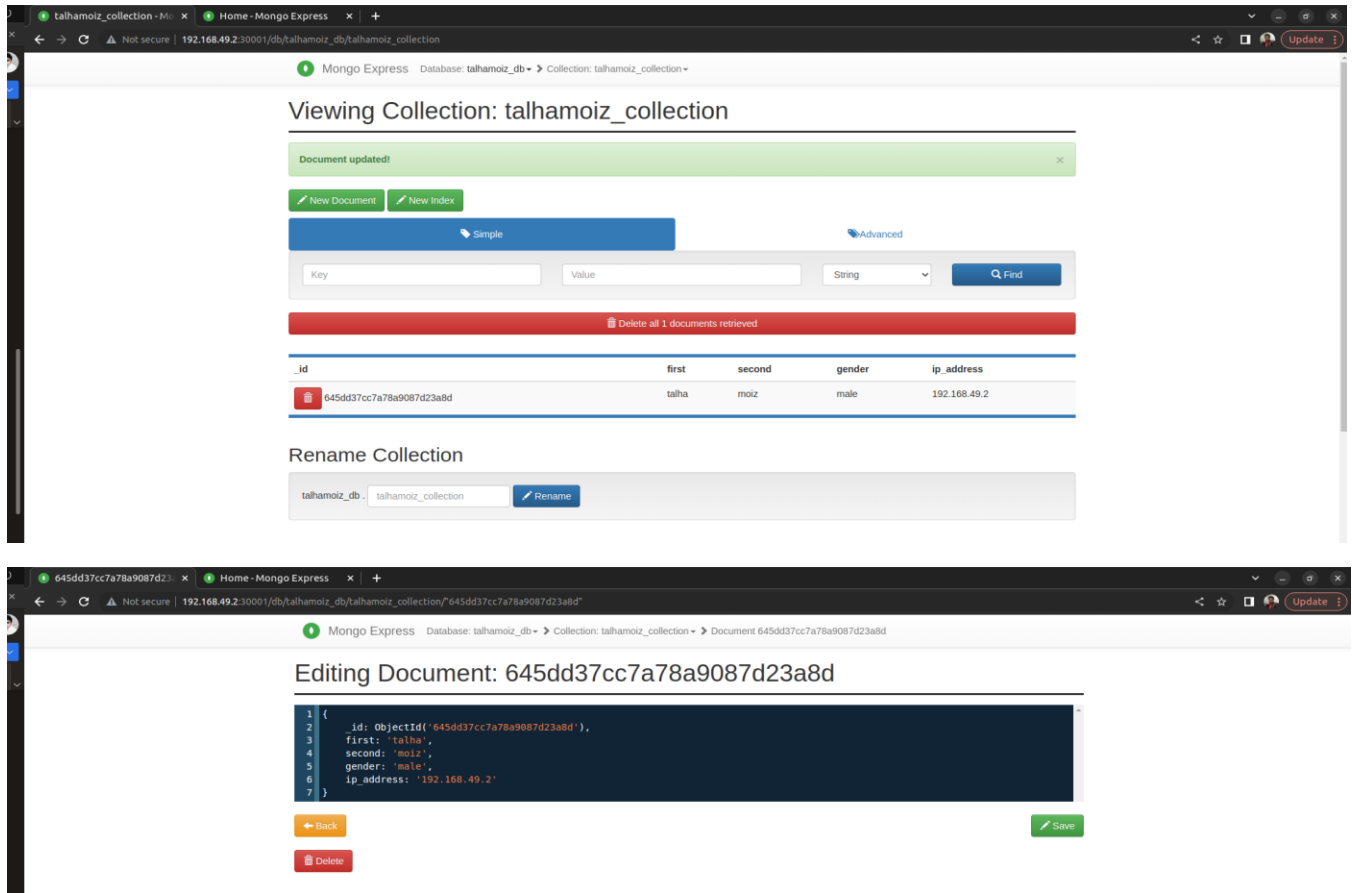 talhamoiz_collection - Mo × Home - Mongo Express × +
Not secure | 192.168.49.2:30001/db/talhamoiz_db/talhamoiz_collection Update
Mongo Express Database: talhamoiz_db Collection: talhamoiz_collection
Viewing Collection: talhamoiz_collection
Document updated! ×
New Document New Index
Simple Advanced
Key Value String Find
Delete all 1 documents retrieved
_id first second gender ip_address
645dd37cc7a78a9087d23a8d talha moiz male 192.168.49.2
Rename Collection
talhamoiz_db . talhamoiz_collection Rename
645dd37cc7a78a9087d23 × Home - Mongo Express × +
Not secure | 192.168.49.2:30001/db/talhamoiz_db/talhamoiz_collection/"645dd37cc7a78a9087d23a8d" Update
Mongo Express Database: talhamoiz_db Collection: talhamoiz_collection Document 645dd37cc7a78a9087d23a8d
Editing Document: 645dd37cc7a78a9087d23a8d
1 {
2 _id: ObjectId('645dd37cc7a78a9087d23a8d'),
3 first: 'talha',
4 second: 'moiz',
5 gender: 'male',
6 ip_address: '192.168.49.2'
7 }
Back Save
Delete